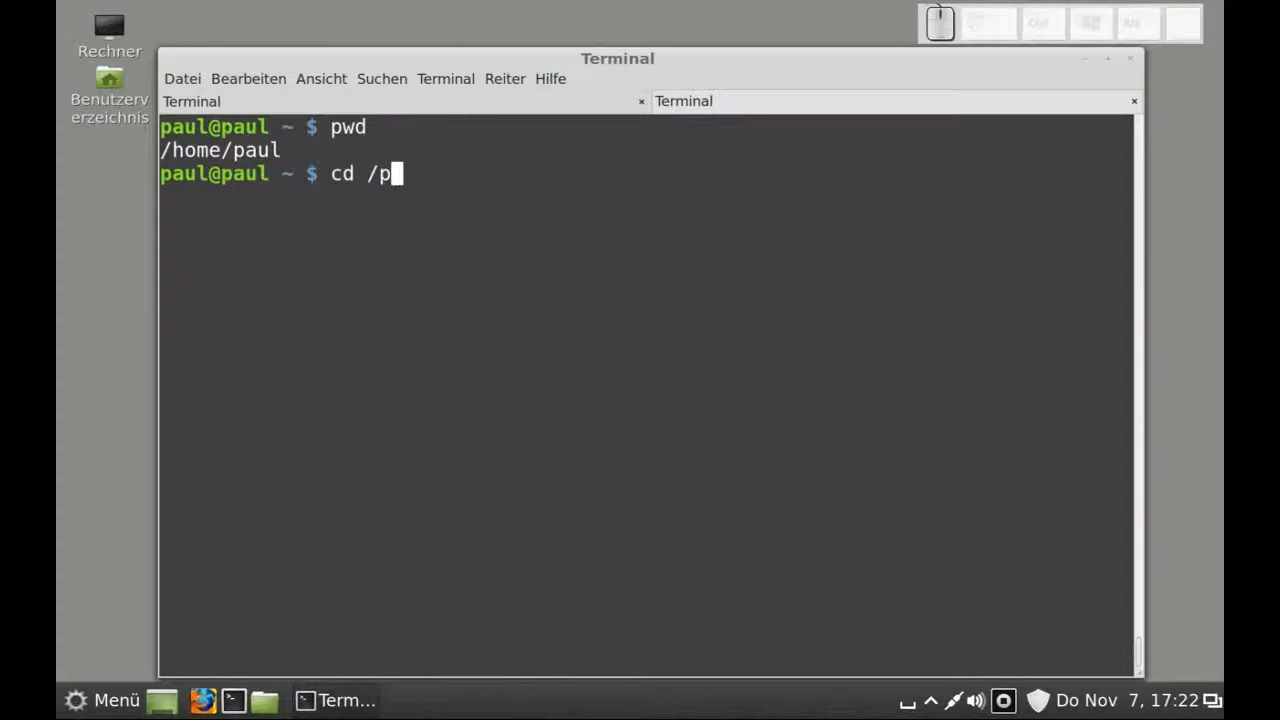 Rechner
Benutzerv
erzeichnis
Terminal
Datei Bearbeiten Ansicht Suchen Terminal Reiter Hilfe
Terminal × Terminal ×
paul@paul ~ $ pwd
/home/paul
paul@paul ~ $ cd /p
Menü Term... Do Nov 7, 17:22